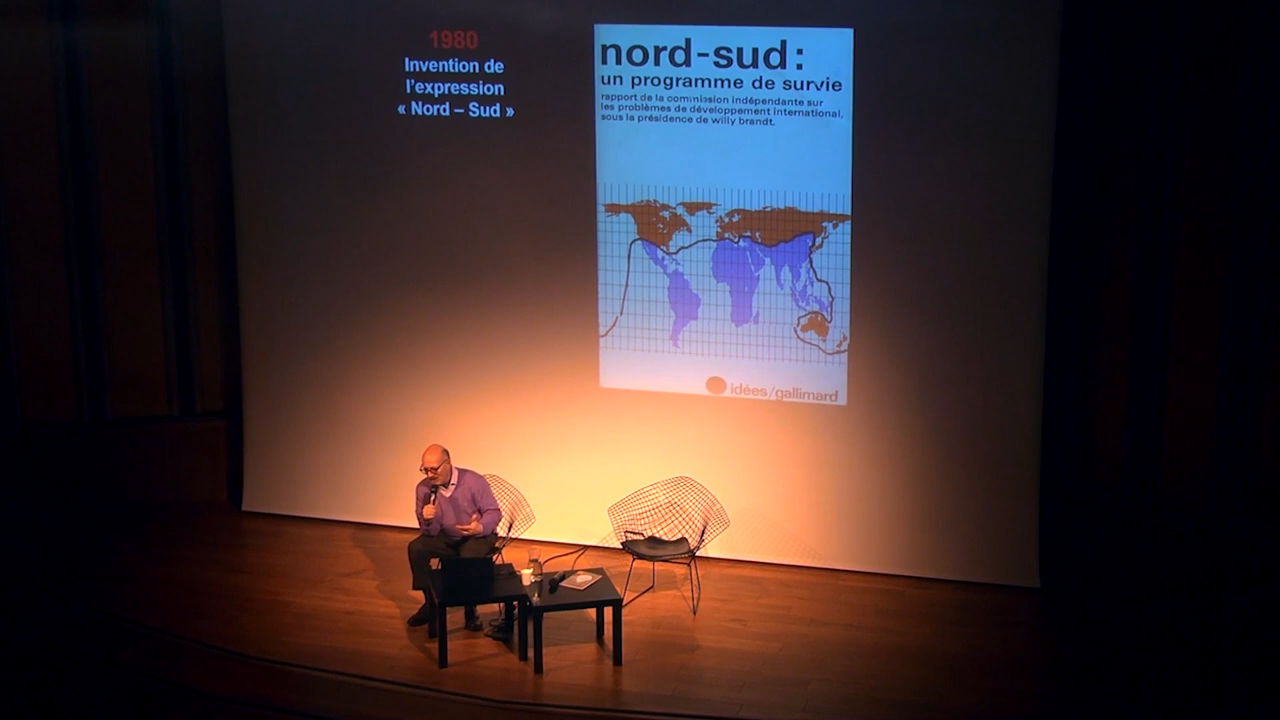 1980
Invention de
l'expression
« Nord – Sud »
nord-sud:
un programme de survie
rapport de la commission indépendante sur
les problèmes de développement international,
sous la présidence de willy brandt.
idées/gallimard